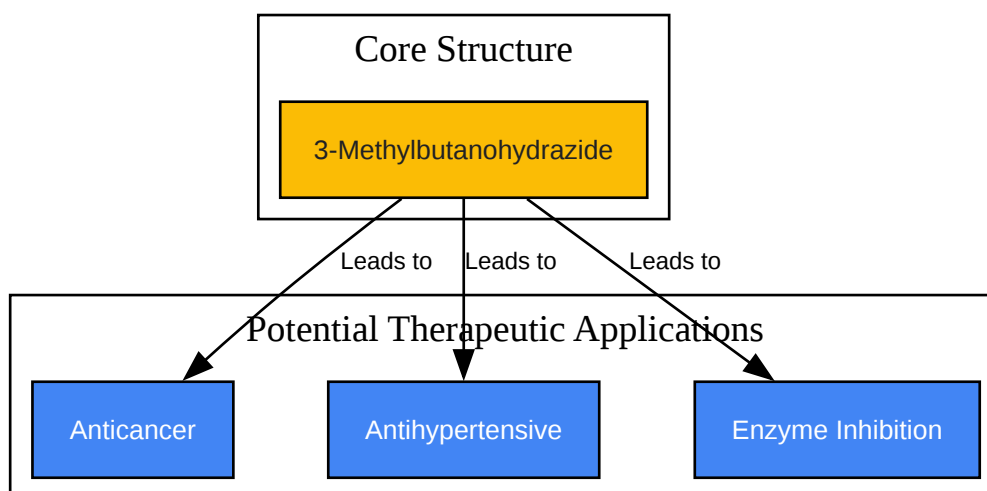 Core Structure
3-Methylbutanohydrazide
Leads to Leads to Leads to
Potential Therapeutic Applications
Anticancer Antihypertensive Enzyme Inhibition